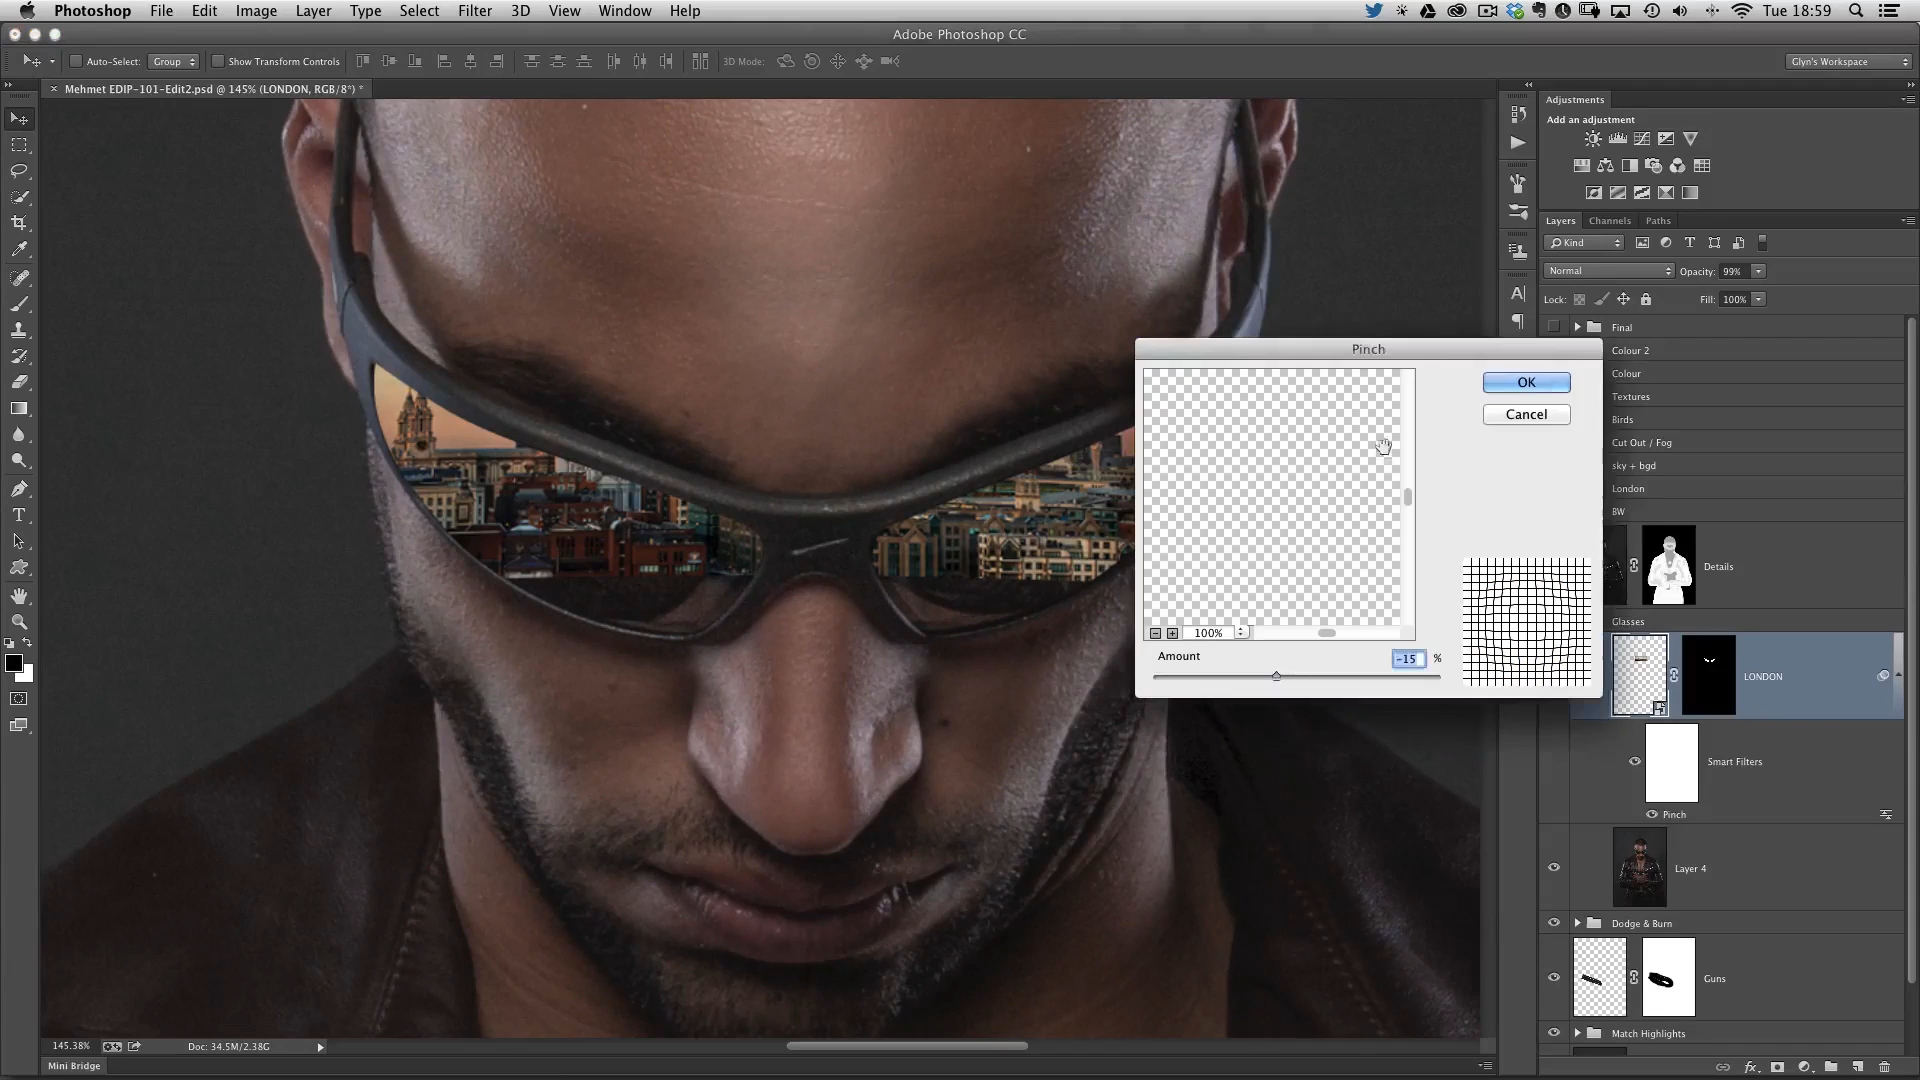 Photoshop File Edit Image Layer Type Select Filter 3D View Window Help Tue 18:59
Adobe Photoshop CC
Auto-Select: Group Show Transform Controls 3D Mode: Glyn's Workspace
× Mehmet EDIP-101-Edit2.psd @ 145% (LONDON, RGB/8*) *
Adjustments
Add an adjustment
Layers Channels Paths
Kind
Normal Opacity: 99%
Lock: Fill: 100%
Final
Colour 2
Colour
Textures
Birds
Cut Out / Fog
sky + bgd
London
BW
Details
Glasses
LONDON
Smart Filters
Pinch
Layer 4
Dodge & Burn
Guns
Match Highlights
Pinch
OK
Cancel
100%
Amount -15 %
145.38% Doc: 34.5M/2.38G
Mini Bridge